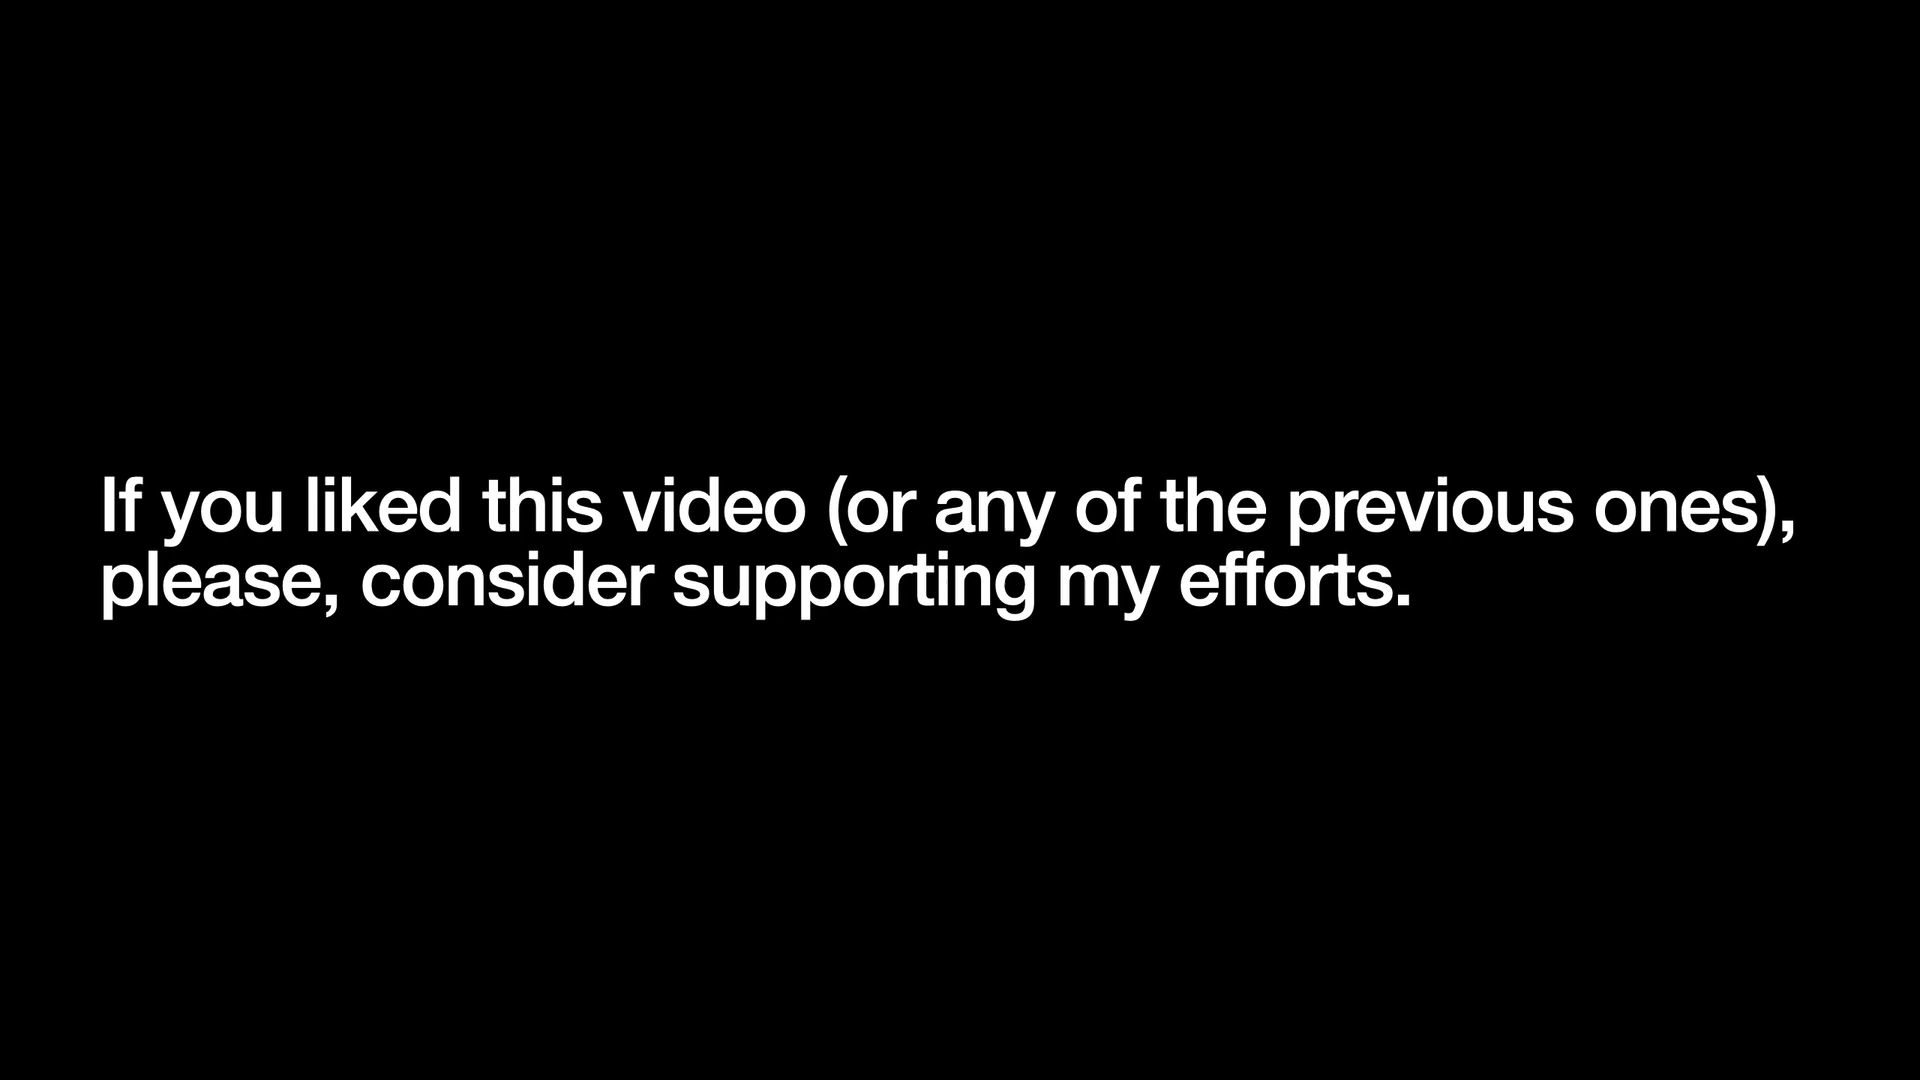 If you liked this video (or any of the previous ones),
please, consider supporting my efforts.